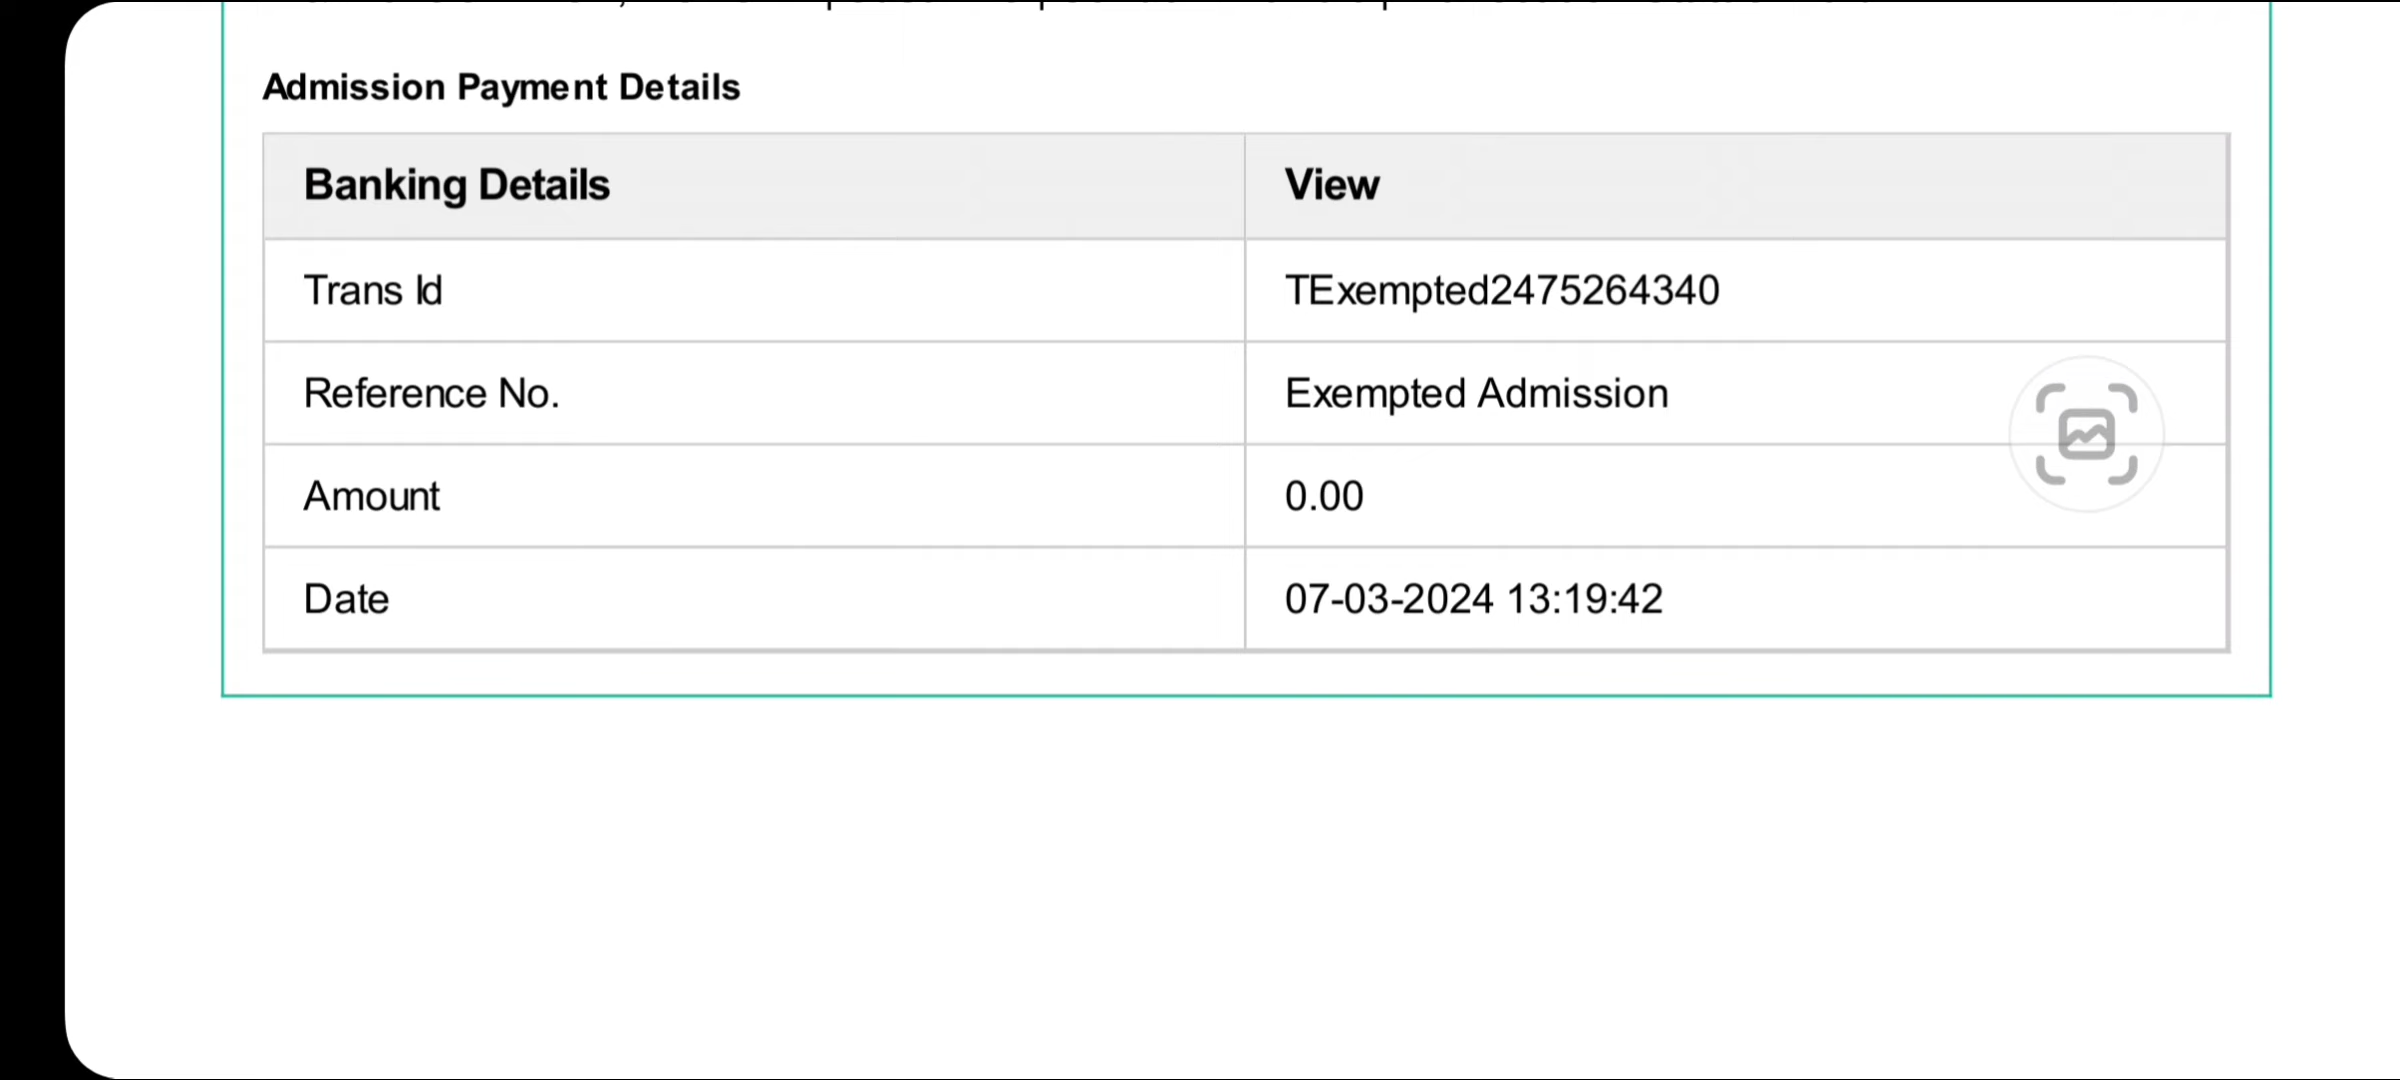 Admission Payment Details
Banking Details View
Trans Id TExempted2475264340
Reference No. Exempted Admission
Amount 0.00
Date 07-03-2024 13:19:42